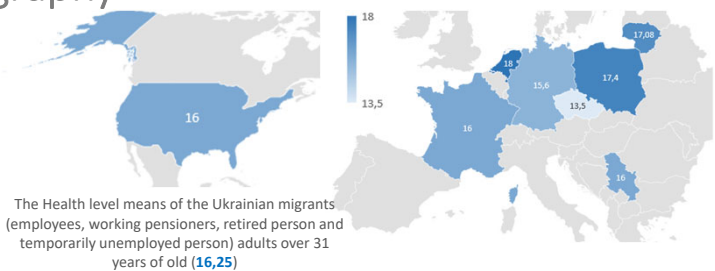 16
18
13,5
18
17,08
15,6
17,4
13,5
16
16
The Health level means of the Ukrainian migrants
(employees, working pensioners, retired person and
temporarily unemployed person) adults over 31
years of old (16,25)